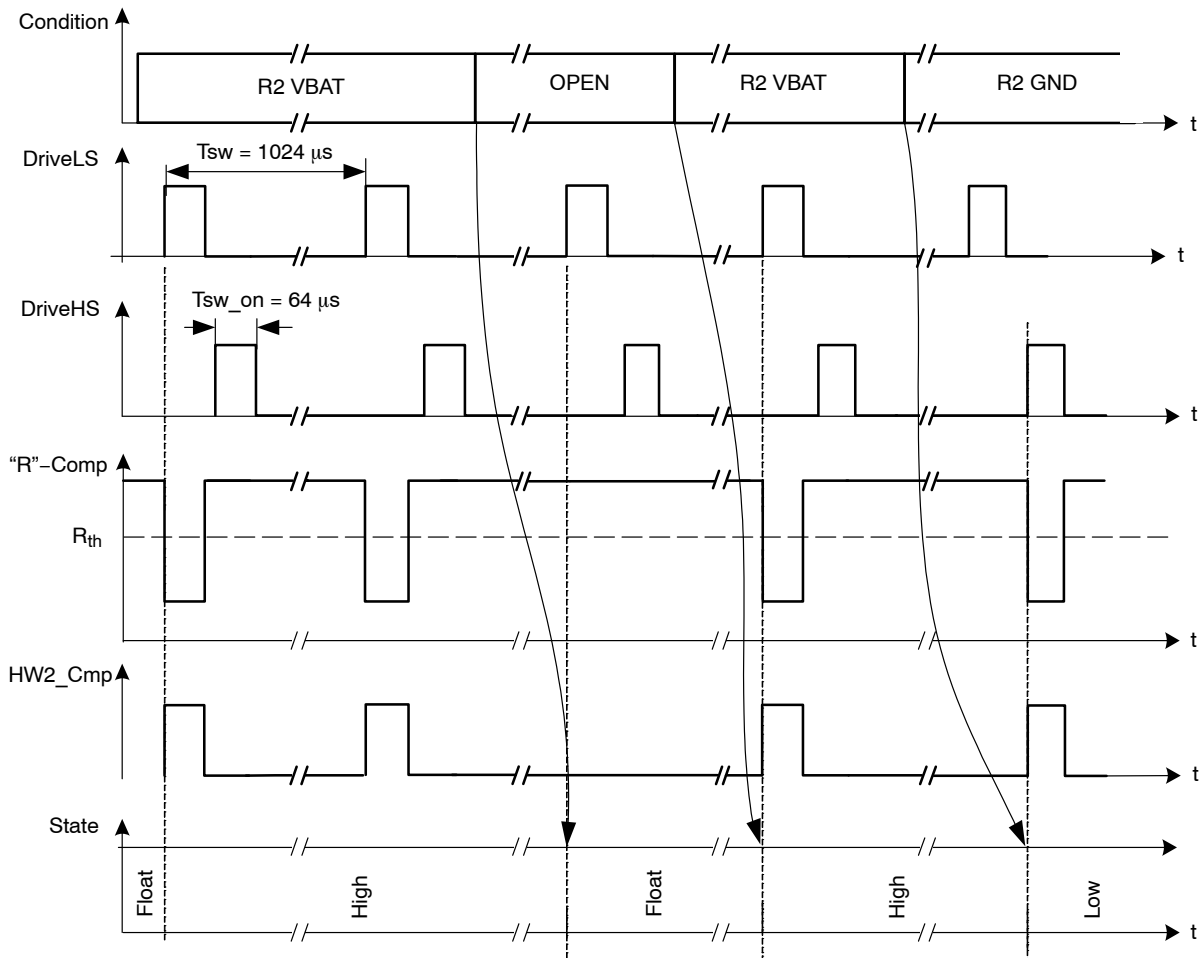 Condition
R2 VBAT
OPEN
R2 VBAT
R2 GND
t
DriveLS
Tsw = 1024 μs
t
DriveHS
Tsw_on = 64 μs
t
“R”−Comp
Rth
t
HW2_Cmp
t
State
Float
High
Float
High
Low
t